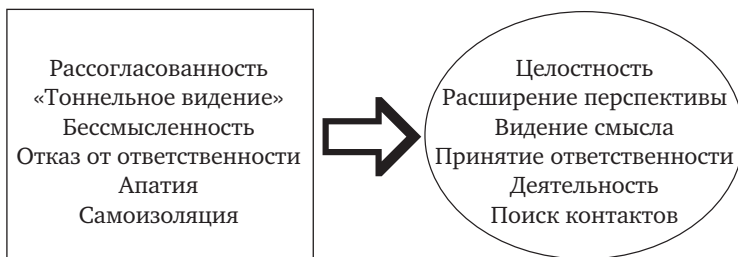 Рассогласованность
«Тоннельное видение»
Бессмысленность
Отказ от ответственности
Апатия
Самоизоляция
Целостность
Расширение перспективы
Видение смысла
Принятие ответственности
Деятельность
Поиск контактов